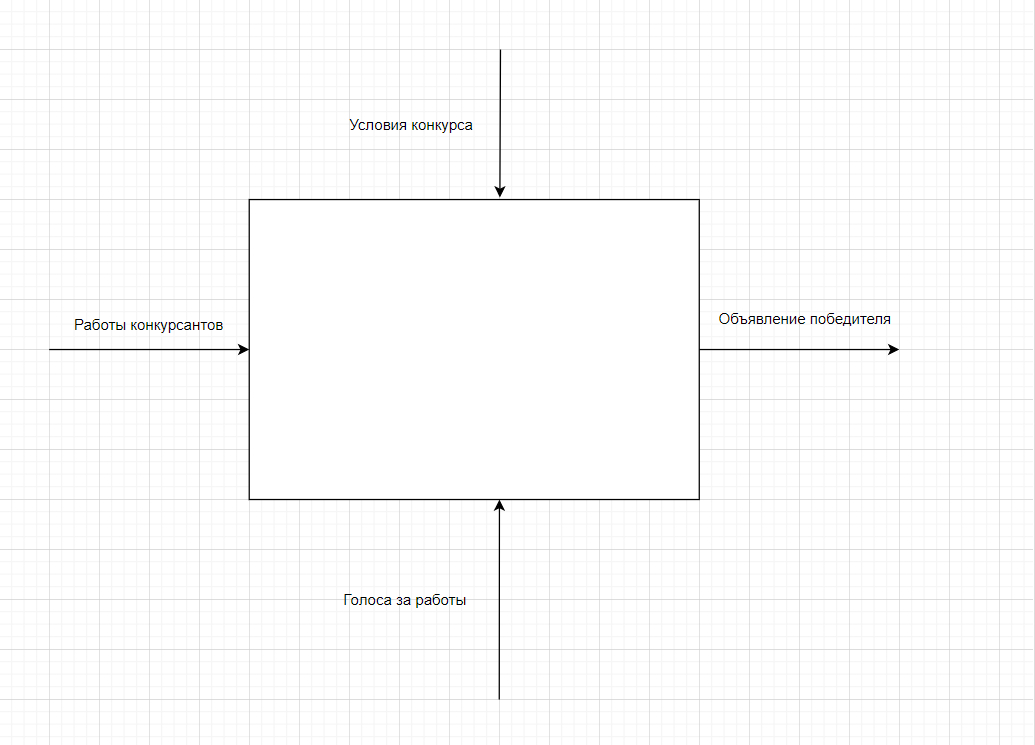 Условия конкурса
Работы конкурсантов
Объявление победителя
Голоса за работы